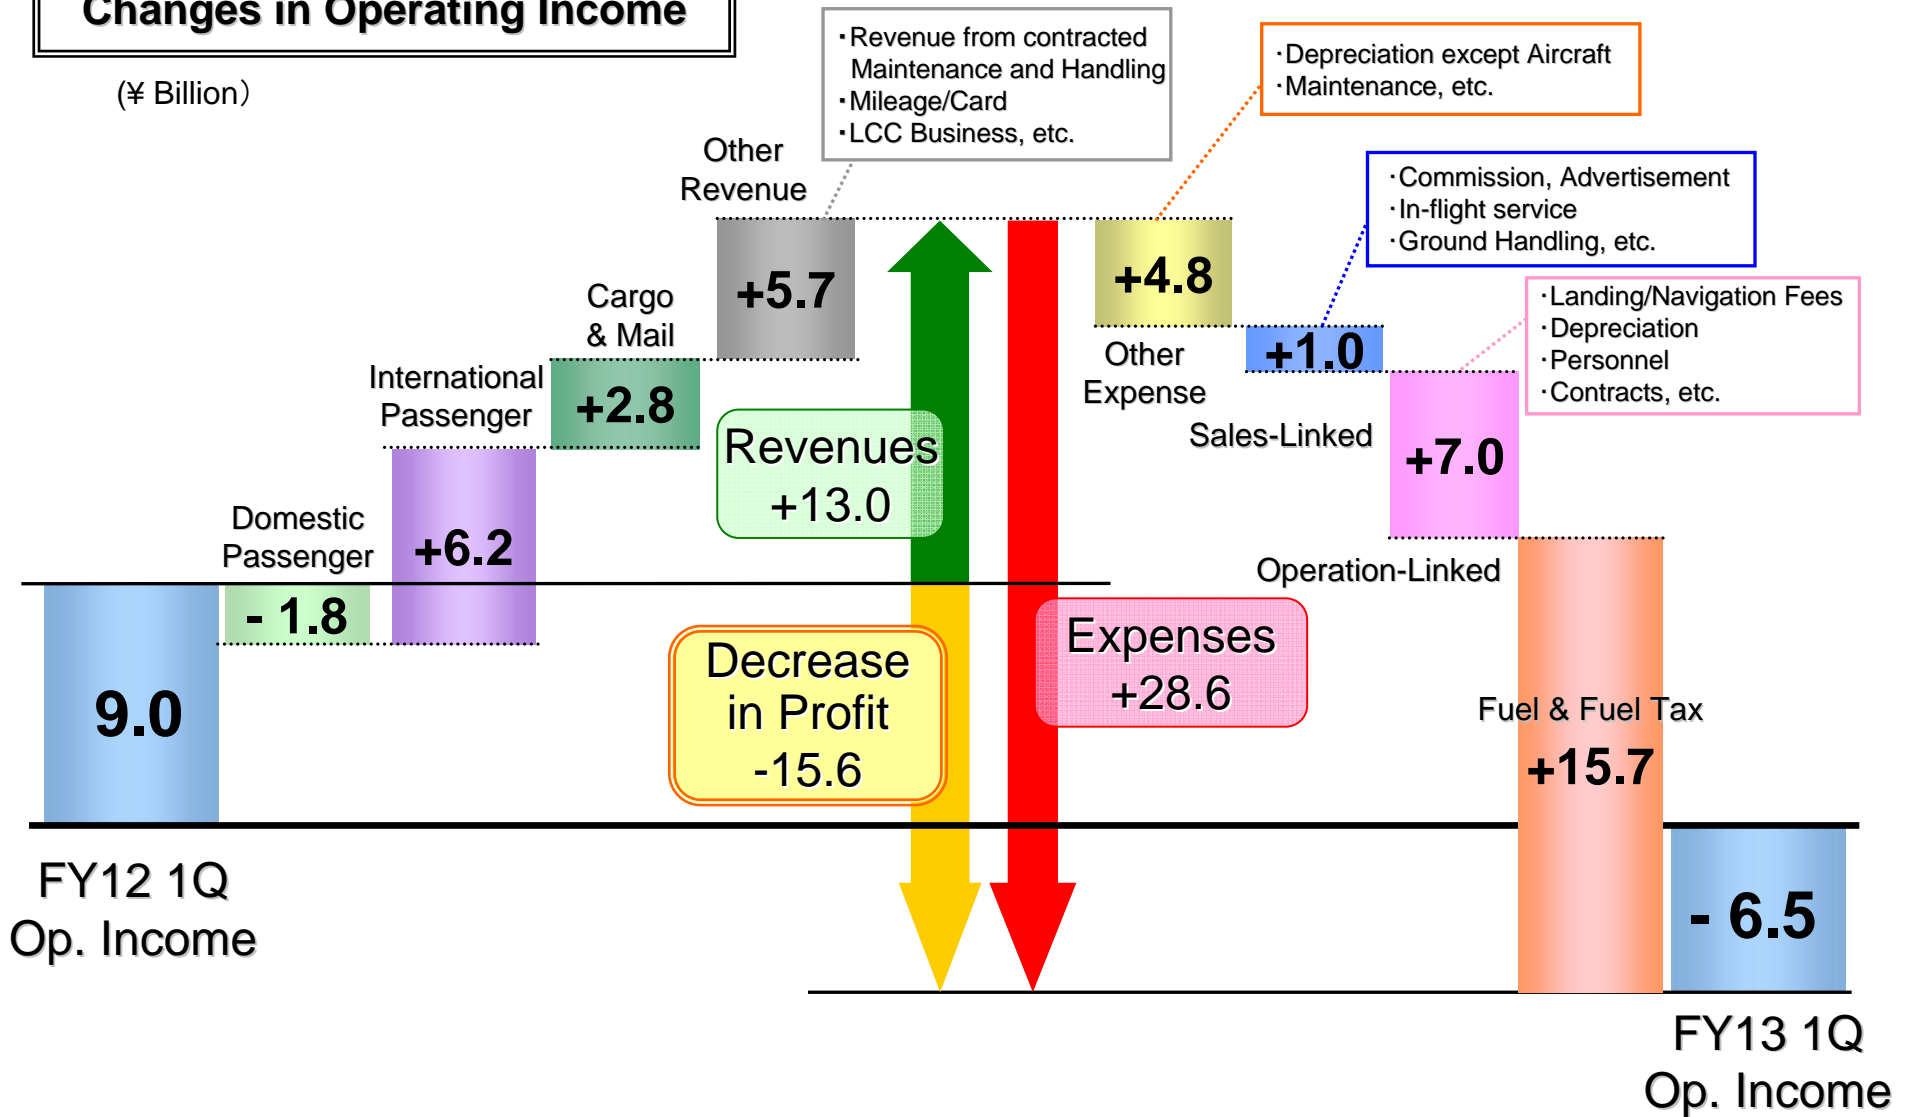 Changes in Operating Income
(¥ Billion）
・Revenue from contracted
Maintenance and Handling
・Mileage/Card
・LCC Business, etc.
・Depreciation except Aircraft
・Maintenance, etc.
・Commission, Advertisement
・In-flight service
・Ground Handling, etc.
・Landing/Navigation Fees
・Depreciation
・Personnel
・Contracts, etc.
Other
Revenue
+5.7
Cargo
& Mail
+2.8
International
Passenger
+6.2
Domestic
Passenger
- 1.8
9.0
FY12 1Q
Op. Income
Revenues
+13.0
Decrease
in Profit
-15.6
Expenses
+28.6
+4.8
Other
Expense
+1.0
Sales-Linked
+7.0
Operation-Linked
Fuel & Fuel Tax
+15.7
- 6.5
FY13 1Q
Op. Income